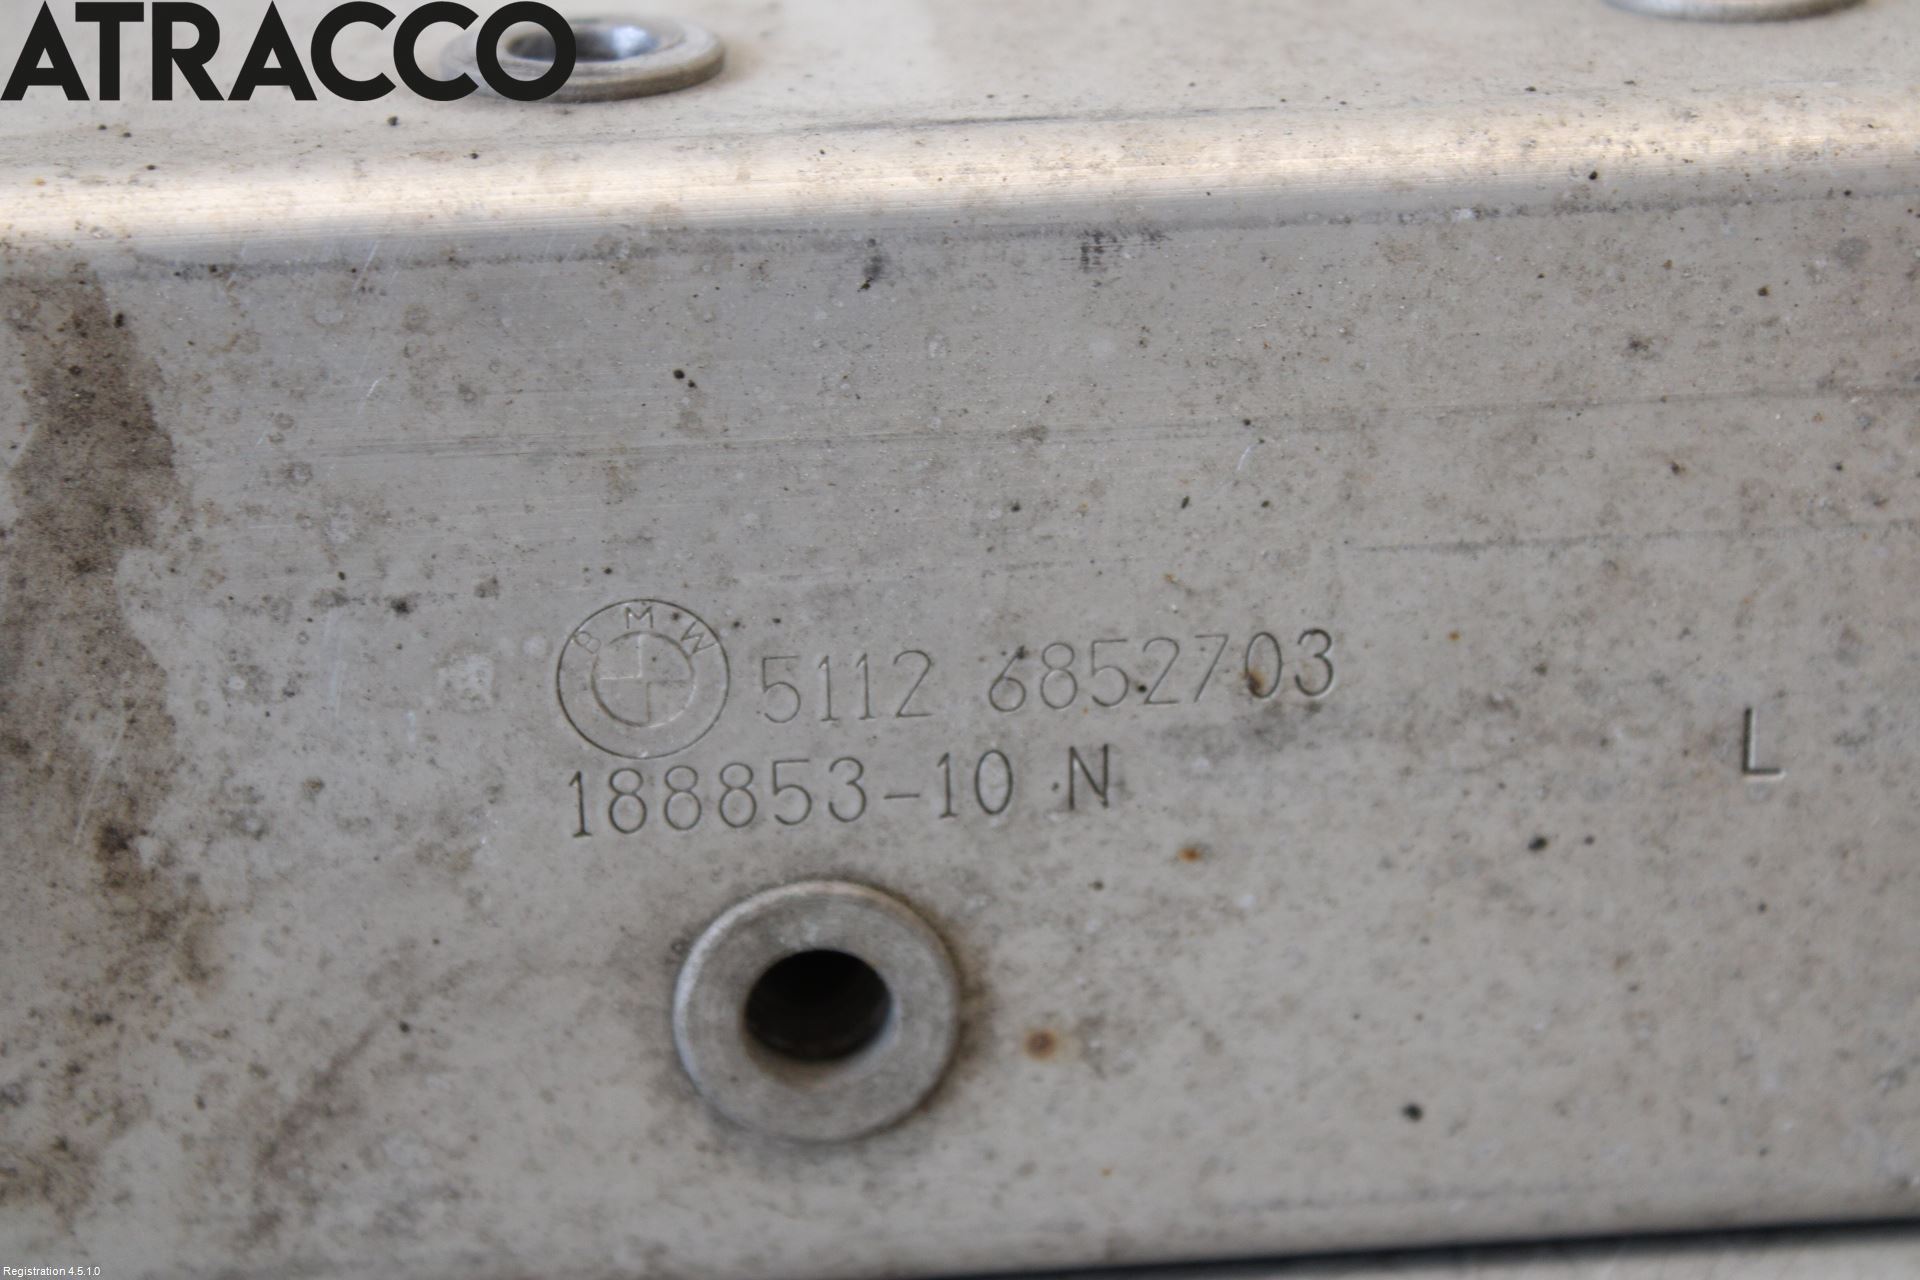 ATRACCO
BMW 5112 6852703
188853-10 N
L
Registration 4.5.1.0